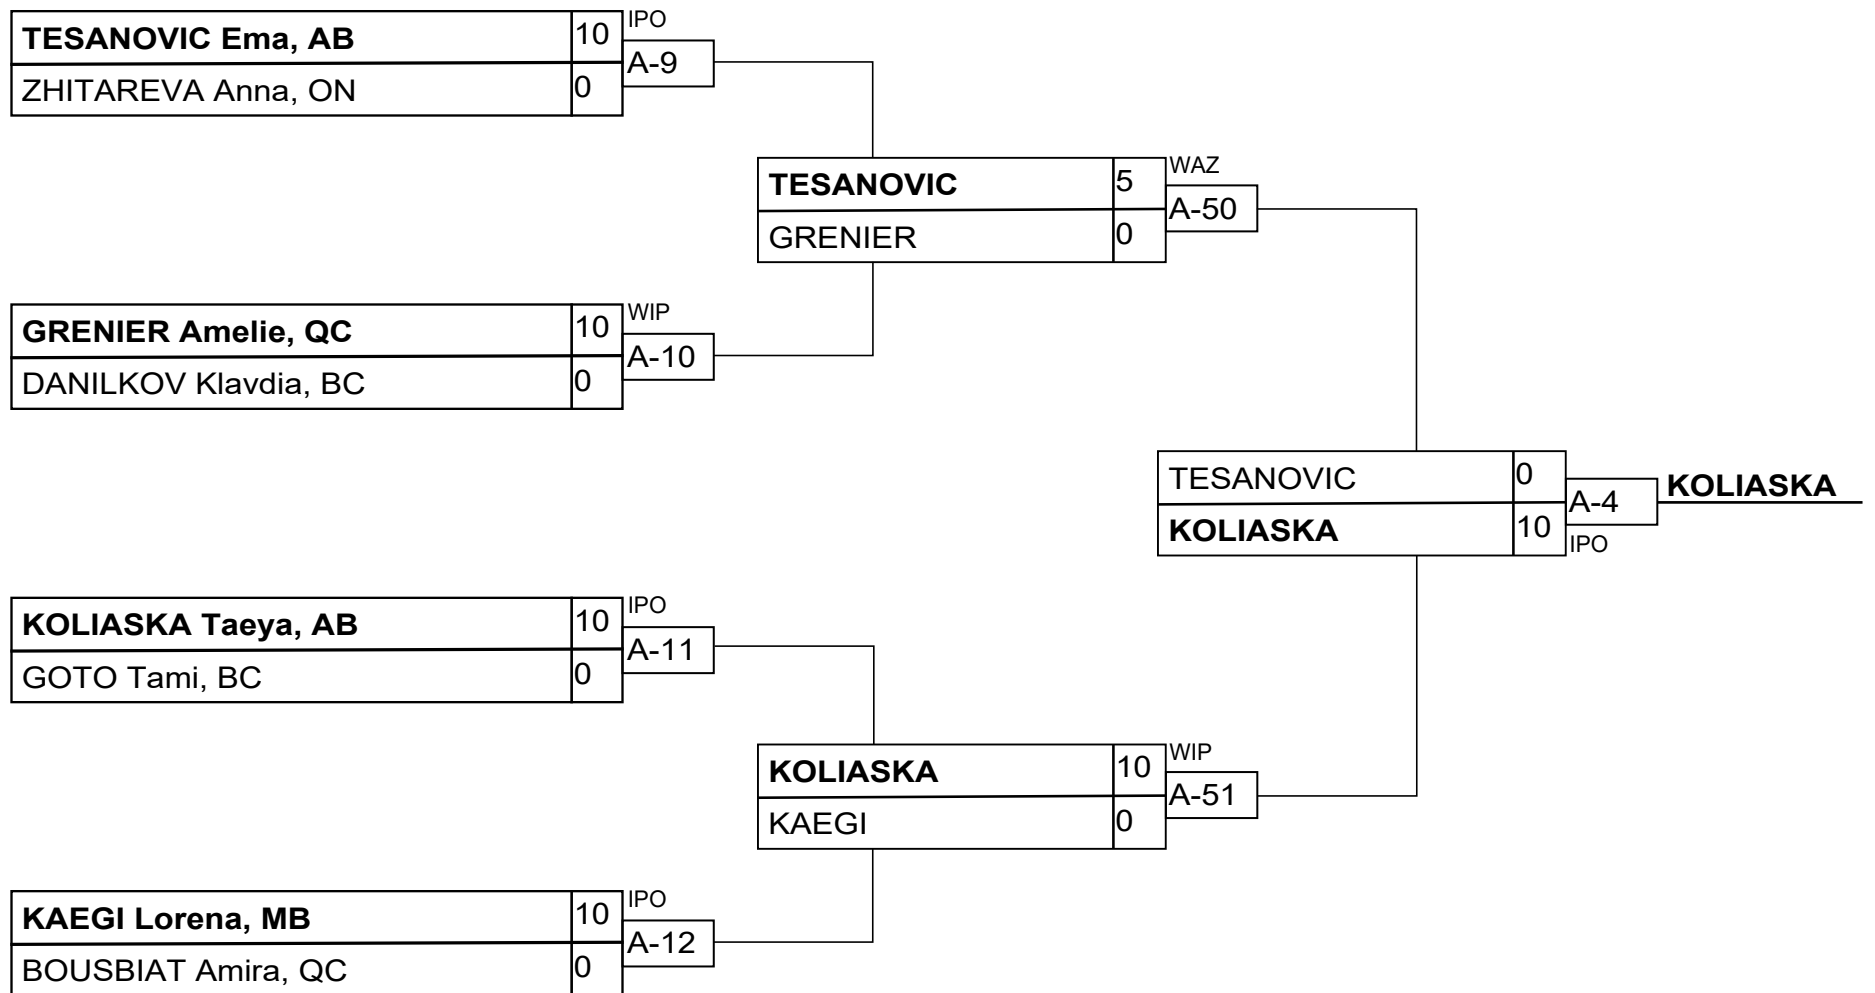 TESANOVIC Ema, AB 10 IPO
A-9
ZHITAREVA Anna, ON 0
TESANOVIC 5 WAZ
A-50
GRENIER 0
GRENIER Amelie, QC 10 WIP
A-10
DANILKOV Klavdia, BC 0
TESANOVIC 0
A-4 KOLIASKA
KOLIASKA 10 IPO
KOLIASKA Taeya, AB 10 IPO
A-11
GOTO Tami, BC 0
KOLIASKA 10 WIP
A-51
KAEGI 0
KAEGI Lorena, MB 10 IPO
A-12
BOUSBIAT Amira, QC 0